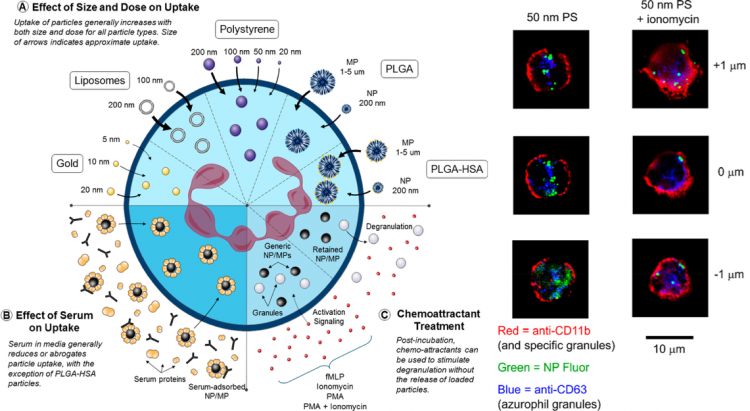 A Effect of Size and Dose on Uptake
Uptake of particles generally increases with
both size and dose for all particle types. Size
of arrows indicates approximate uptake.
Polystyrene
200 nm
100 nm
50 nm
20 nm
MP
1-5 um
PLGA
NP
200 nm
Liposomes
100 nm
200 nm
5 nm
Gold
10 nm
20 nm
MP
1-5 um
PLGA-HSA
NP
200 nm
Degranulation
Generic
NP/MPs
Retained
NP/MP
Granules
Activation
Signaling
B Effect of Serum
on Uptake
Serum in media generally
reduces or abrogates
particle uptake, with the
exception of PLGA-HSA
particles.
Serum proteins
Serum-adsorbed
NP/MP
C Chemoattractant
Treatment
Post-incubation,
chemo-attractants can
be used to stimulate
degranulation without
the release of loaded
particles.
fMLP
Ionomycin
PMA
PMA + Ionomycin
50 nm PS
50 nm PS
+ ionomycin
+1 μm
0 μm
-1 μm
Red = anti-CD11b
(and specific granules)
Green = NP Fluor
Blue = anti-CD63
(azurophil granules)
10 μm